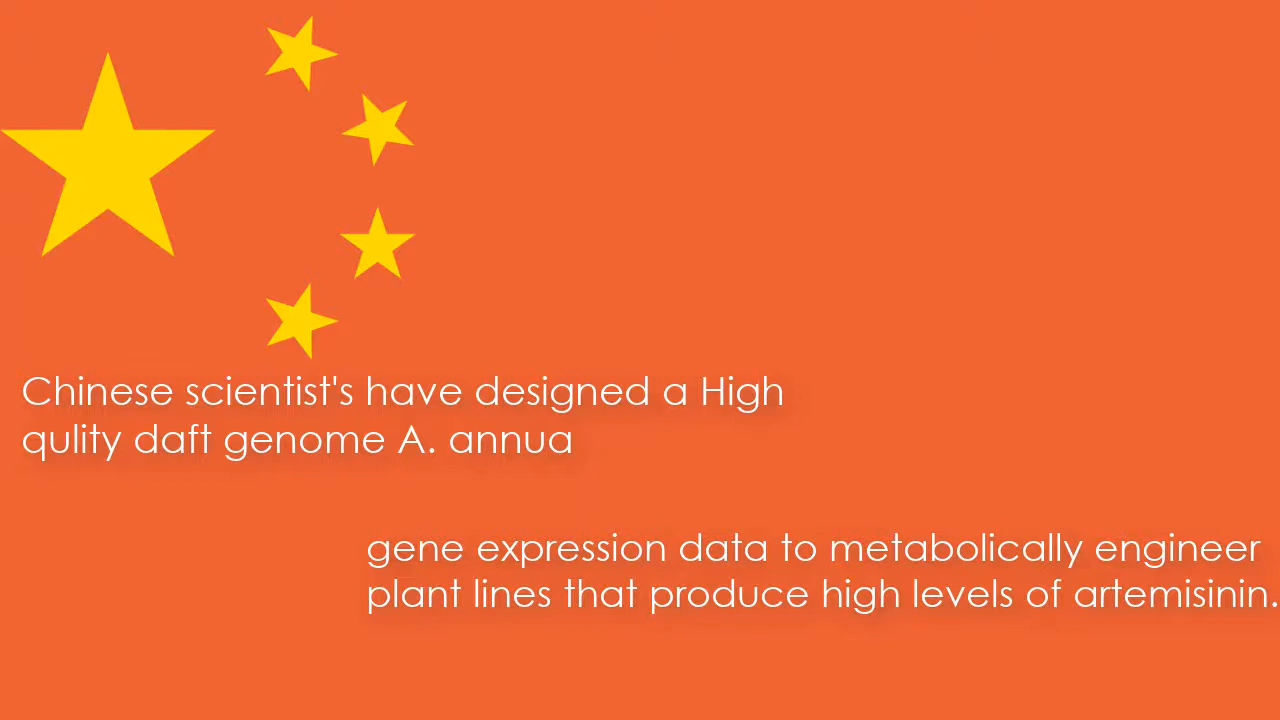 Chinese scientist's have designed a High
qulity daft genome A. annua
gene expression data to metabolically engineer
plant lines that produce high levels of artemisinin.